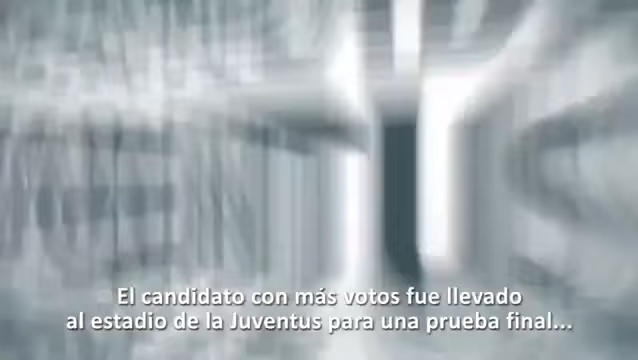 El candidato con más votos fue llevado
al estadio de la Juventus para una prueba final...